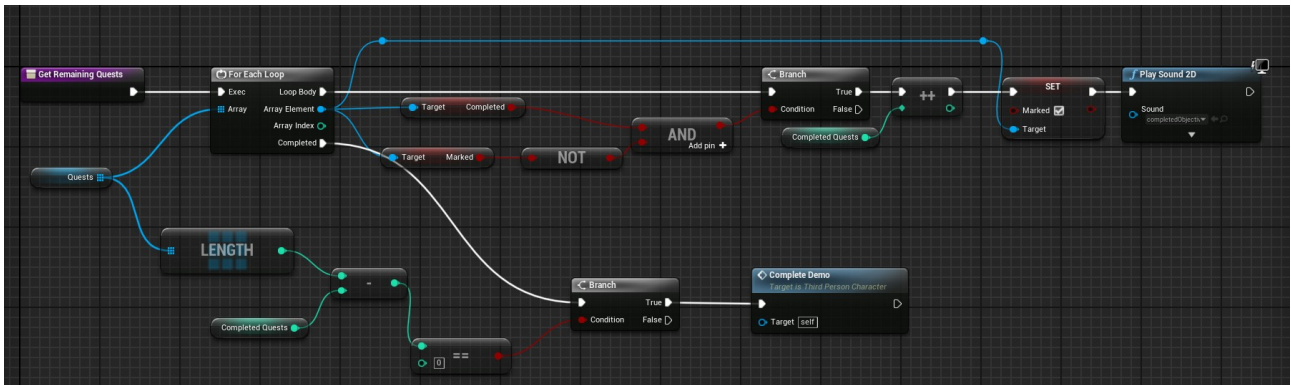 Get Remaining Quests
For Each Loop
Exec
Loop Body
Array
Array Element
Array Index
Completed
Target
Completed
Target
Marked
NOT
AND
Add pin +
Branch
True
Condition
False
Completed Quests
++
SET
Marked
Target
f Play Sound 2D
Sound
completedObjectiv
Quests
LENGTH
-
Completed Quests
0
==
Branch
True
Condition
False
Complete Demo
Target is Third Person Character
Target
self